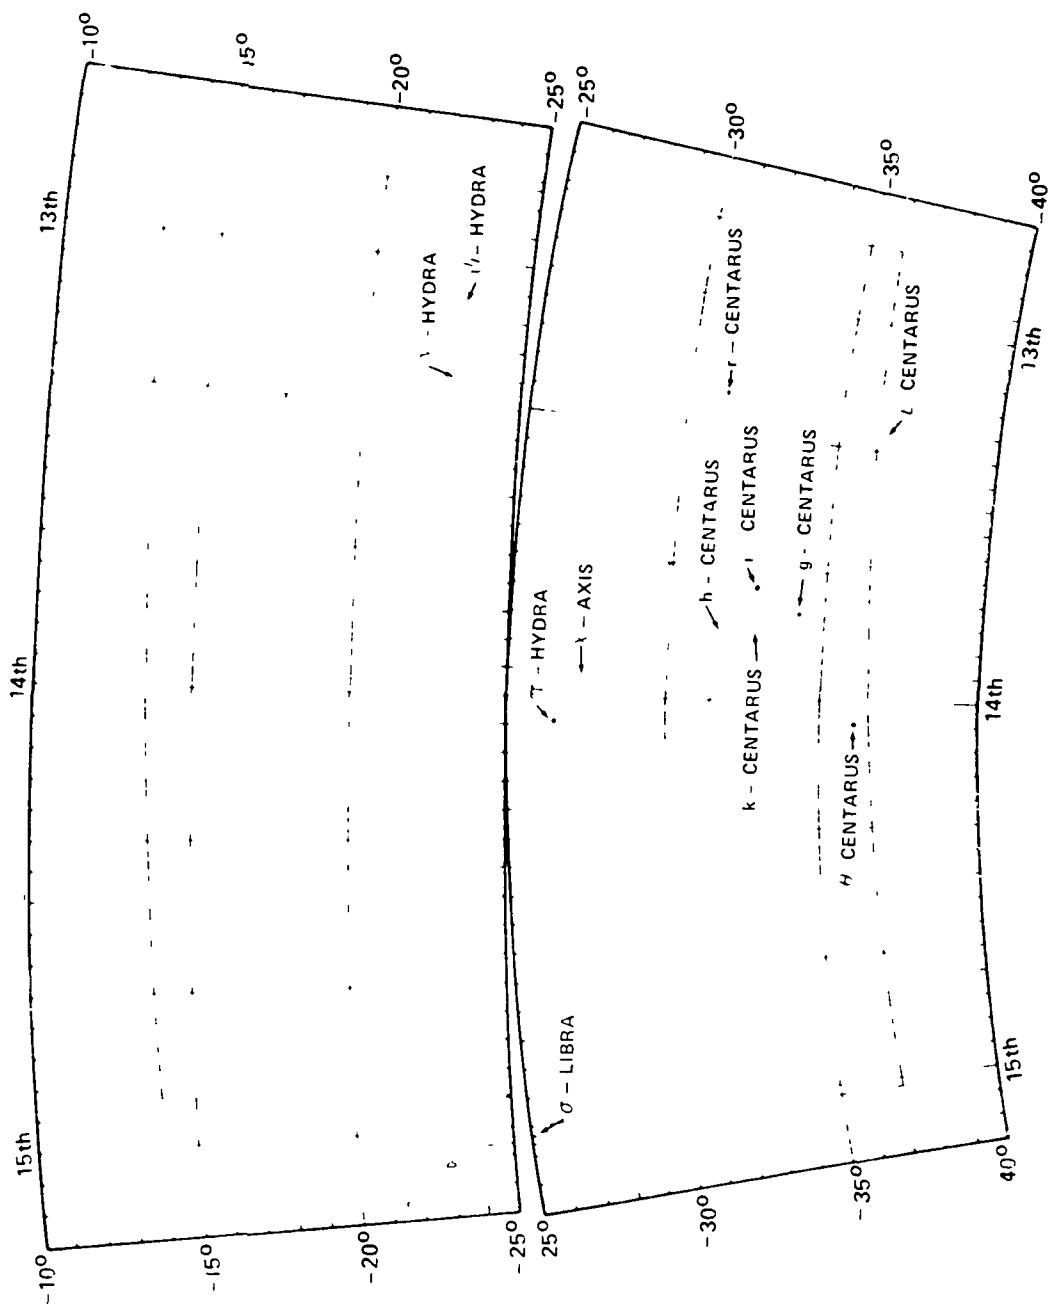 -10°
15°
-20°
-25°
13th
14th
15th
-10°
-15°
-20°
-25°
- HYDRA
- HYDRA
-25°
-30°
-35°
-40°
13th
14th
15th
25°
-30°
-35°
40°
r - CENTARUS
L CENTARUS
h - CENTARUS
CENTARUS
g - CENTARUS
- HYDRA
- AXIS
k - CENTARUS
H CENTARUS
σ - LIBRA